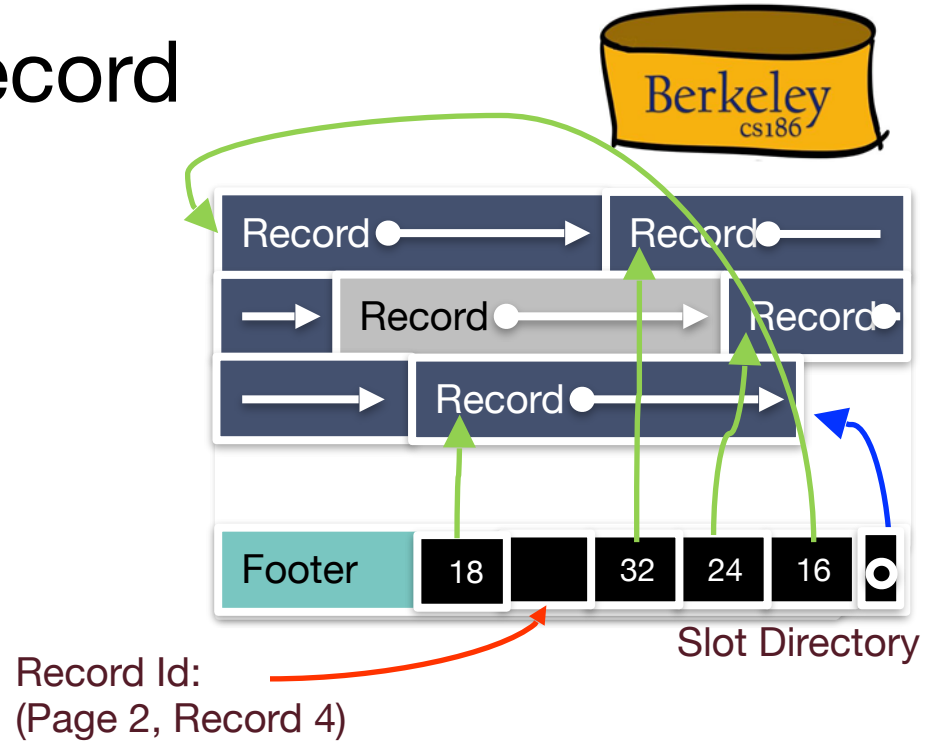 ecord
Berkeley
cs186
Record Record
Record Record
Record
Footer 18 32 24 16
Slot Directory
Record Id:
(Page 2, Record 4)